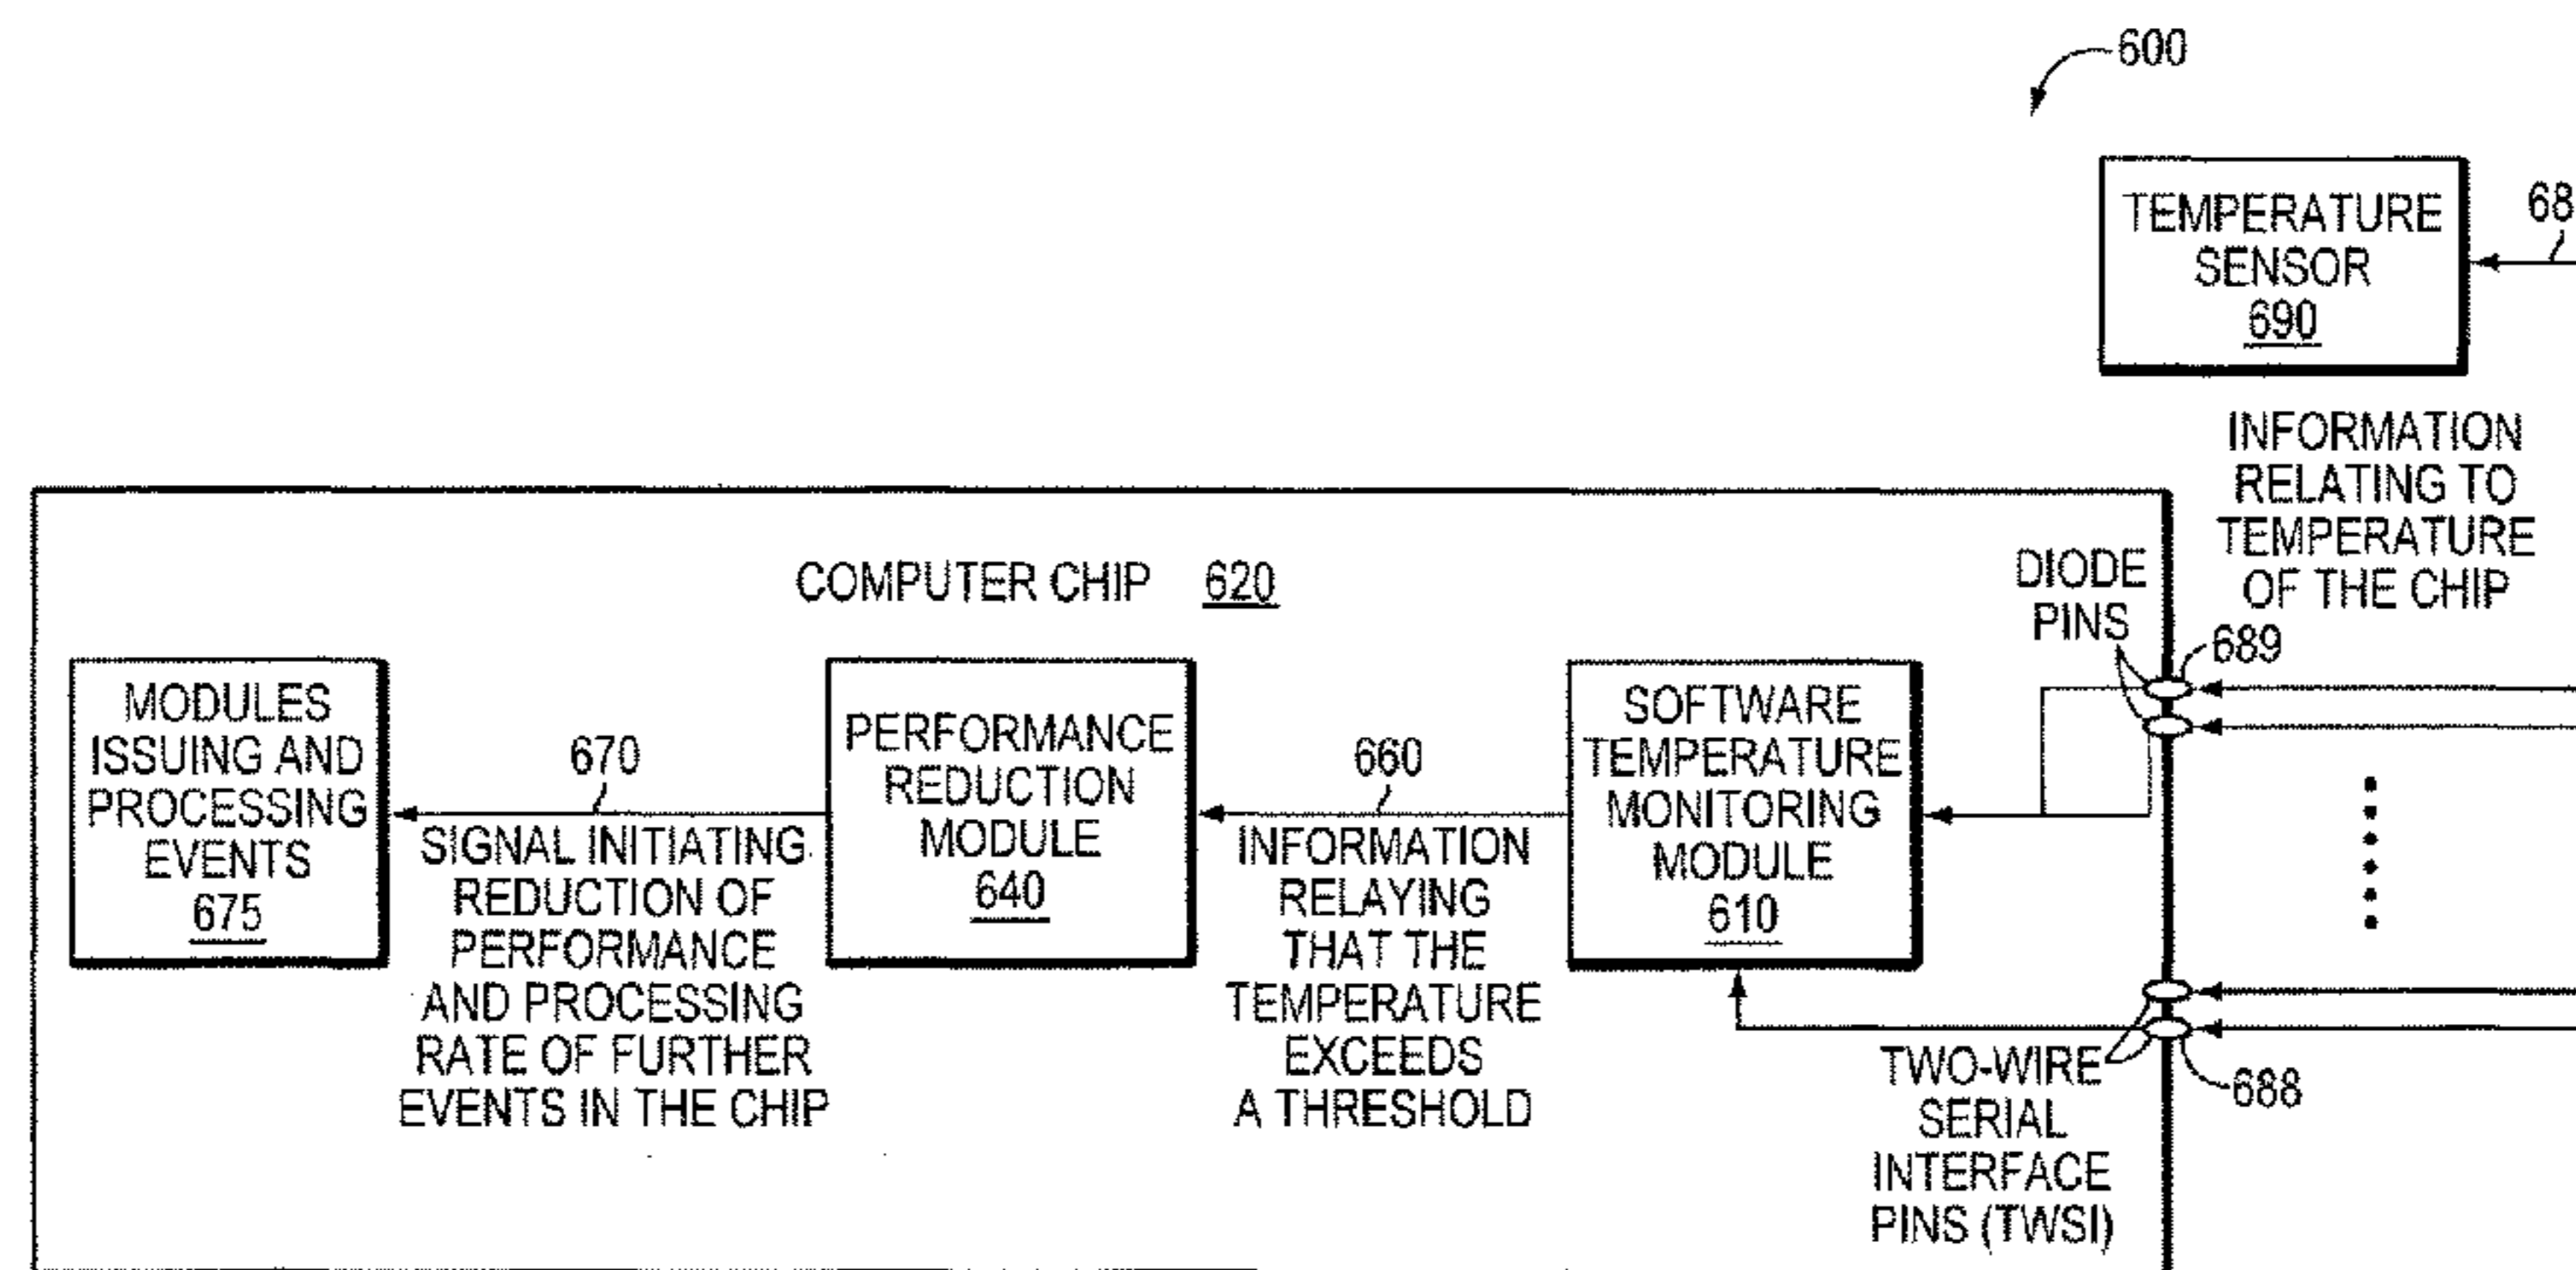 600
TEMPERATURE
SENSOR
690
68
INFORMATION
RELATING TO
TEMPERATURE
OF THE CHIP
COMPUTER CHIP 620
DIODE
PINS
689
MODULES
ISSUING AND
PROCESSING
EVENTS
675
670
SIGNAL INITIATING
REDUCTION OF
PERFORMANCE
AND PROCESSING
RATE OF FURTHER
EVENTS IN THE CHIP
PERFORMANCE
REDUCTION
MODULE
640
660
INFORMATION
RELAYING
THAT THE
TEMPERATURE
EXCEEDS
A THRESHOLD
SOFTWARE
TEMPERATURE
MONITORING
MODULE
610
TWO-WIRE
SERIAL
INTERFACE
PINS (TWSI)
688